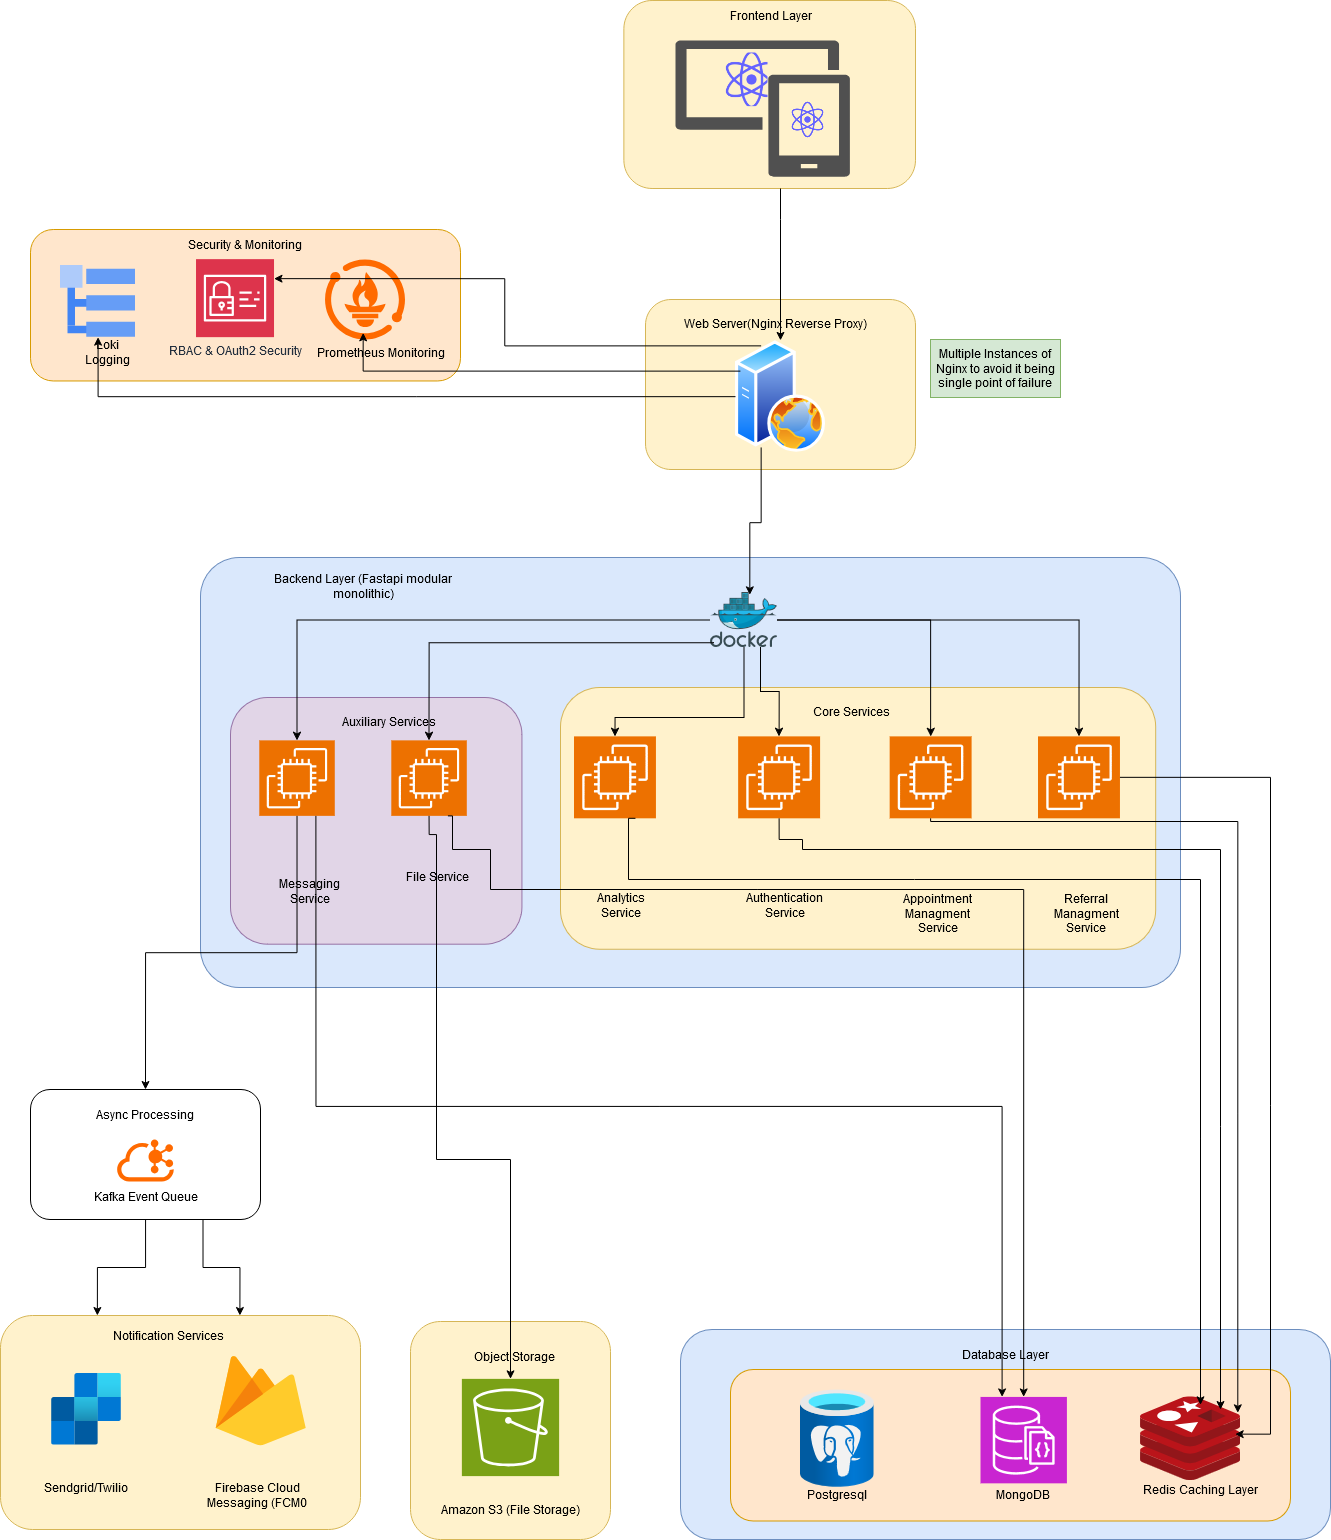 Frontend Layer
Security & Monitoring
Loki
Logging
RBAC & OAuth2 Security
Prometheus Monitoring
Web Server(Nginx Reverse Proxy)
Multiple Instances of
Nginx to avoid it being
single point of failure
Backend Layer (Fastapi modular
monolithic)
docker
Auxiliary Services
Core Services
Messaging
Service
File Service
Analytics
Service
Authentication
Service
Appointment
Managment
Service
Referral
Managment
Service
Async Processing
Kafka Event Queue
Notification Services
Sendgrid/Twilio
Firebase Cloud
Messaging (FCM0
Object Storage
Amazon S3 (File Storage)
Database Layer
Postgresql
MongoDB
Redis Caching Layer